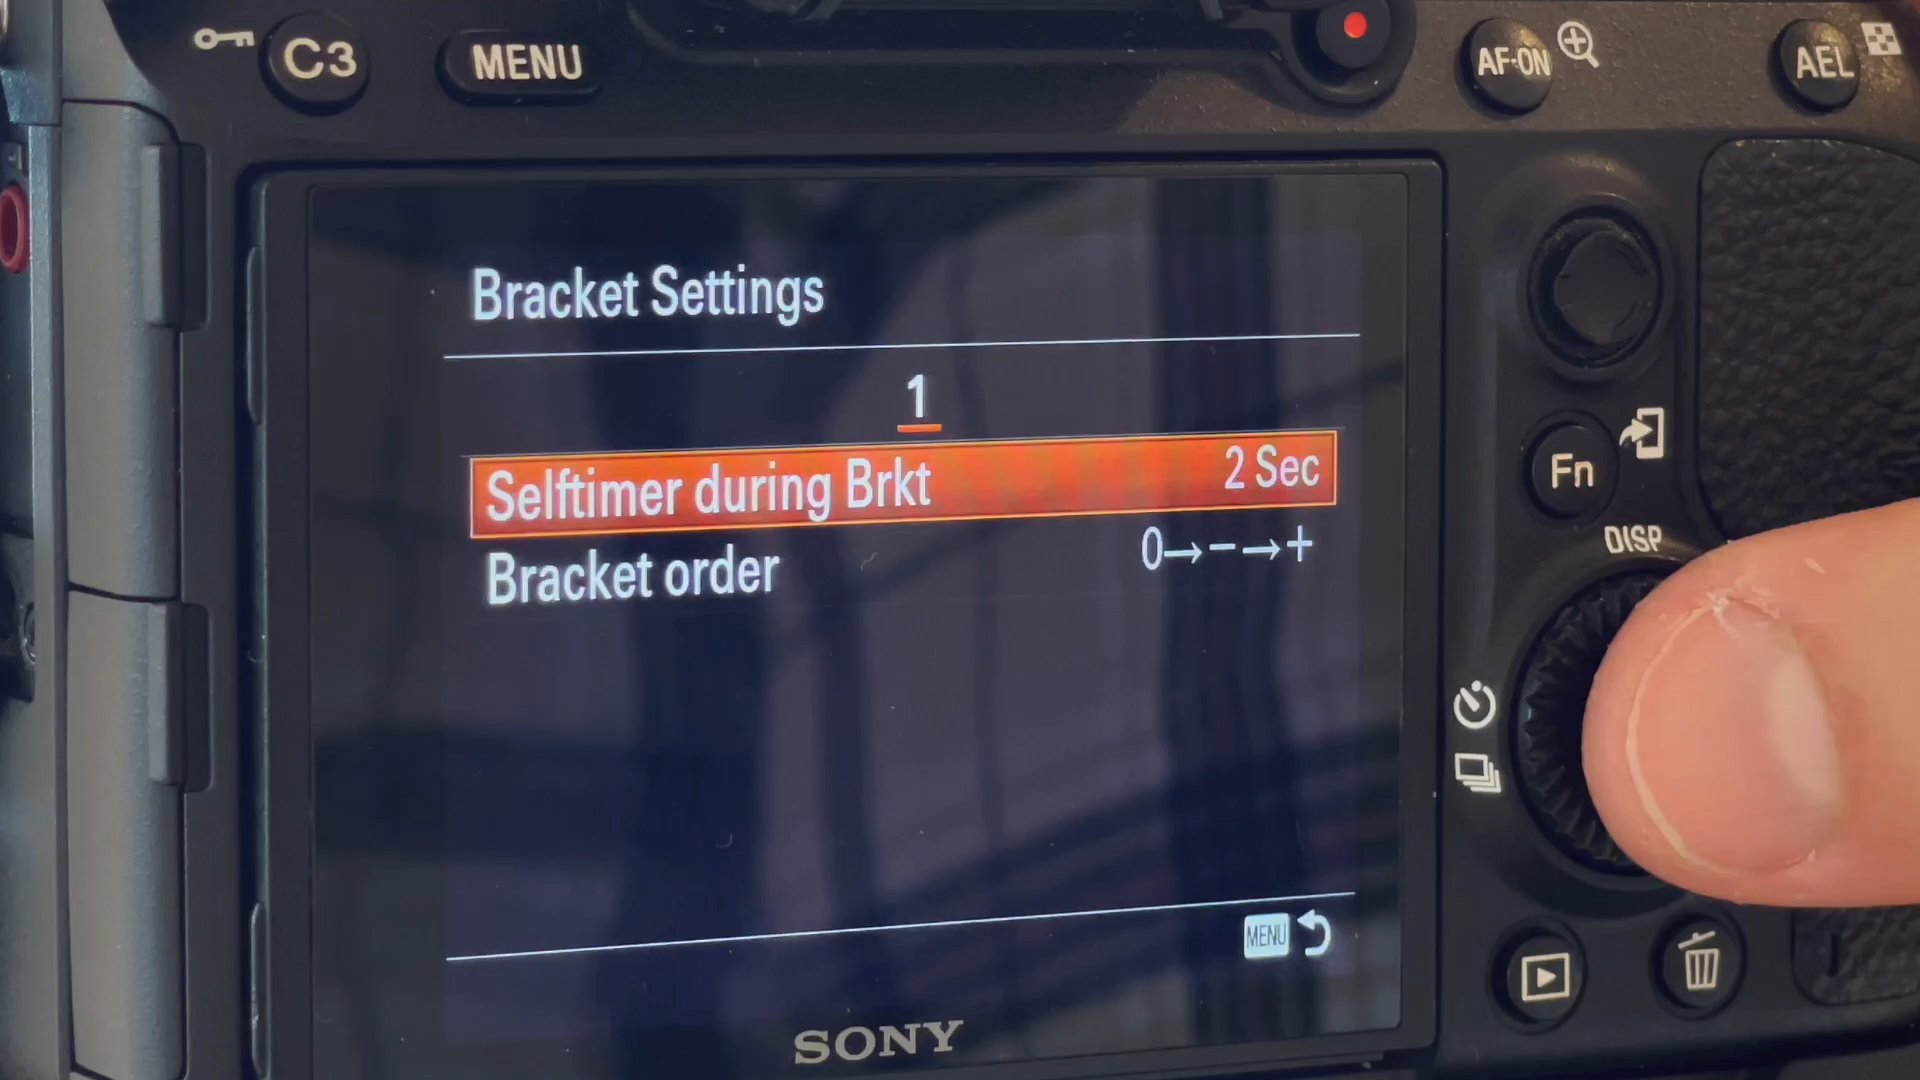 C3 MENU AF-ON AEL
Bracket Settings
1
Selftimer during Brkt 2 Sec
Bracket order 0→−→+
Fn
DISP
MENU
SONY